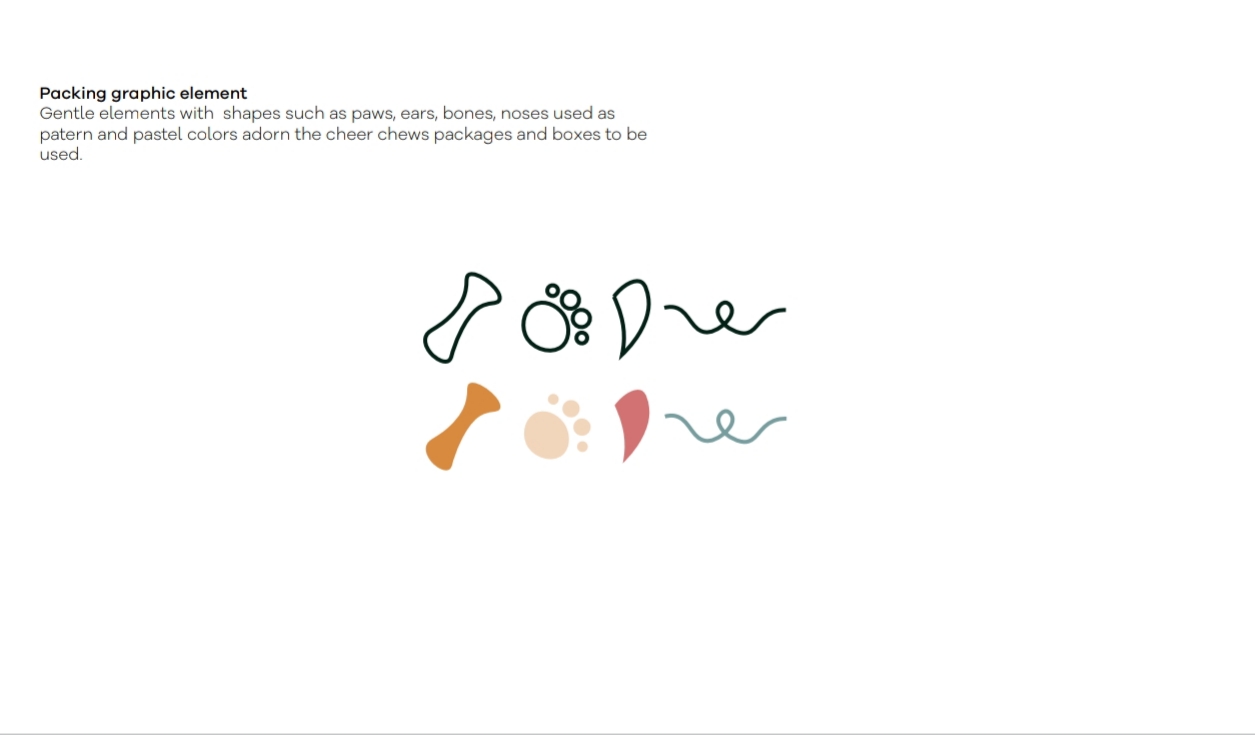 Packing graphic element
Gentle elements with  shapes such as paws, ears, bones, noses used as
patern and pastel colors adorn the cheer chews packages and boxes to be
used.